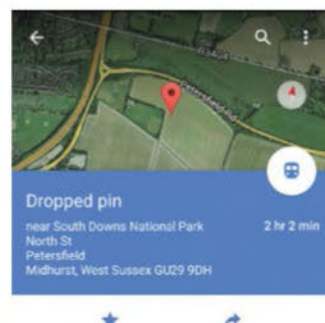 Petersfield Rd
Dropped pin
near South Downs National Park
2 hr 2 min
North St
Petersfield
Midhurst, West Sussex GU29 9DH